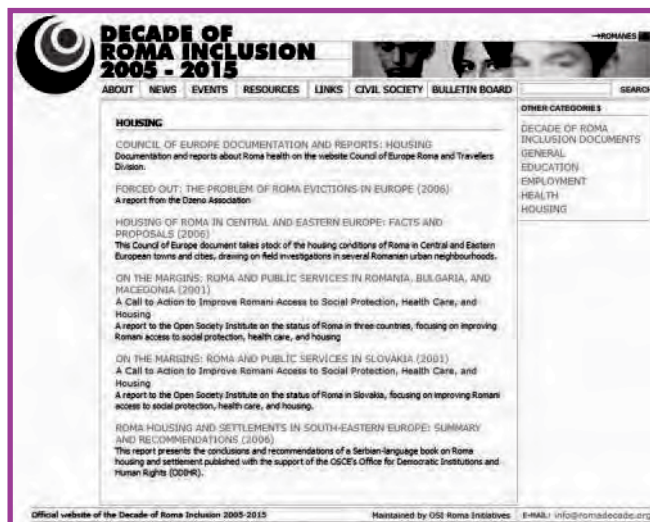 DECADE OF
ROMA INCLUSION
2005 - 2015
→ROMANES
ABOUT NEWS EVENTS RESOURCES LINKS CIVIL SOCIETY BULLETIN BOARD SEARCH
HOUSING
COUNCIL OF EUROPE DOCUMENTATION AND REPORTS: HOUSING
Documentation and reports about Roma health on the website Council of Europe Roma and Travellers
Division.
FORCED OUT: THE PROBLEM OF ROMA EVICTIONS IN EUROPE (2006)
A report from the Dzeno Association
HOUSING OF ROMA IN CENTRAL AND EASTERN EUROPE: FACTS AND
PROPOSALS (2006)
This Council of Europe document takes stock of the housing conditions of Roma in Central and Eastern
European towns and cities, drawing on field investigations in several Romanian urban neighbourhoods.
ON THE MARGINS: ROMA AND PUBLIC SERVICES IN ROMANIA, BULGARIA, AND
MACEDONIA (2001)
A Call to Action to Improve Romani Access to Social Protection, Health Care, and
Housing
A report to the Open Society Institute on the status of Roma in three countries, focusing on improving
Romani access to social protection, health care, and housing
ON THE MARGINS: ROMA AND PUBLIC SERVICES IN SLOVAKIA (2001)
A Call to Action to Improve Romani Access to Social Protection, Health Care, and
Housing
A report to the Open Society Institute on the status of Roma in Slovakia, focusing on improving Romani
access to social protection, health care, and housing.
ROMA HOUSING AND SETTLEMENTS IN SOUTH-EASTERN EUROPE: SUMMARY
AND RECOMMENDATIONS (2006)
This report presents the conclusions and recommendations of a Serbian-language book on Roma
housing and settlement published with the support of the OSCE's Office for Democratic Institutions and
Human Rights (ODIHR).
OTHER CATEGORIES
DECADE OF ROMA
INCLUSION DOCUMENTS
GENERAL
EDUCATION
EMPLOYMENT
HEALTH
HOUSING
Official website of the Decade of Roma Inclusion 2005-2015 Maintained by OSI Roma Initiatives E-MAIL: info@romadecade.org